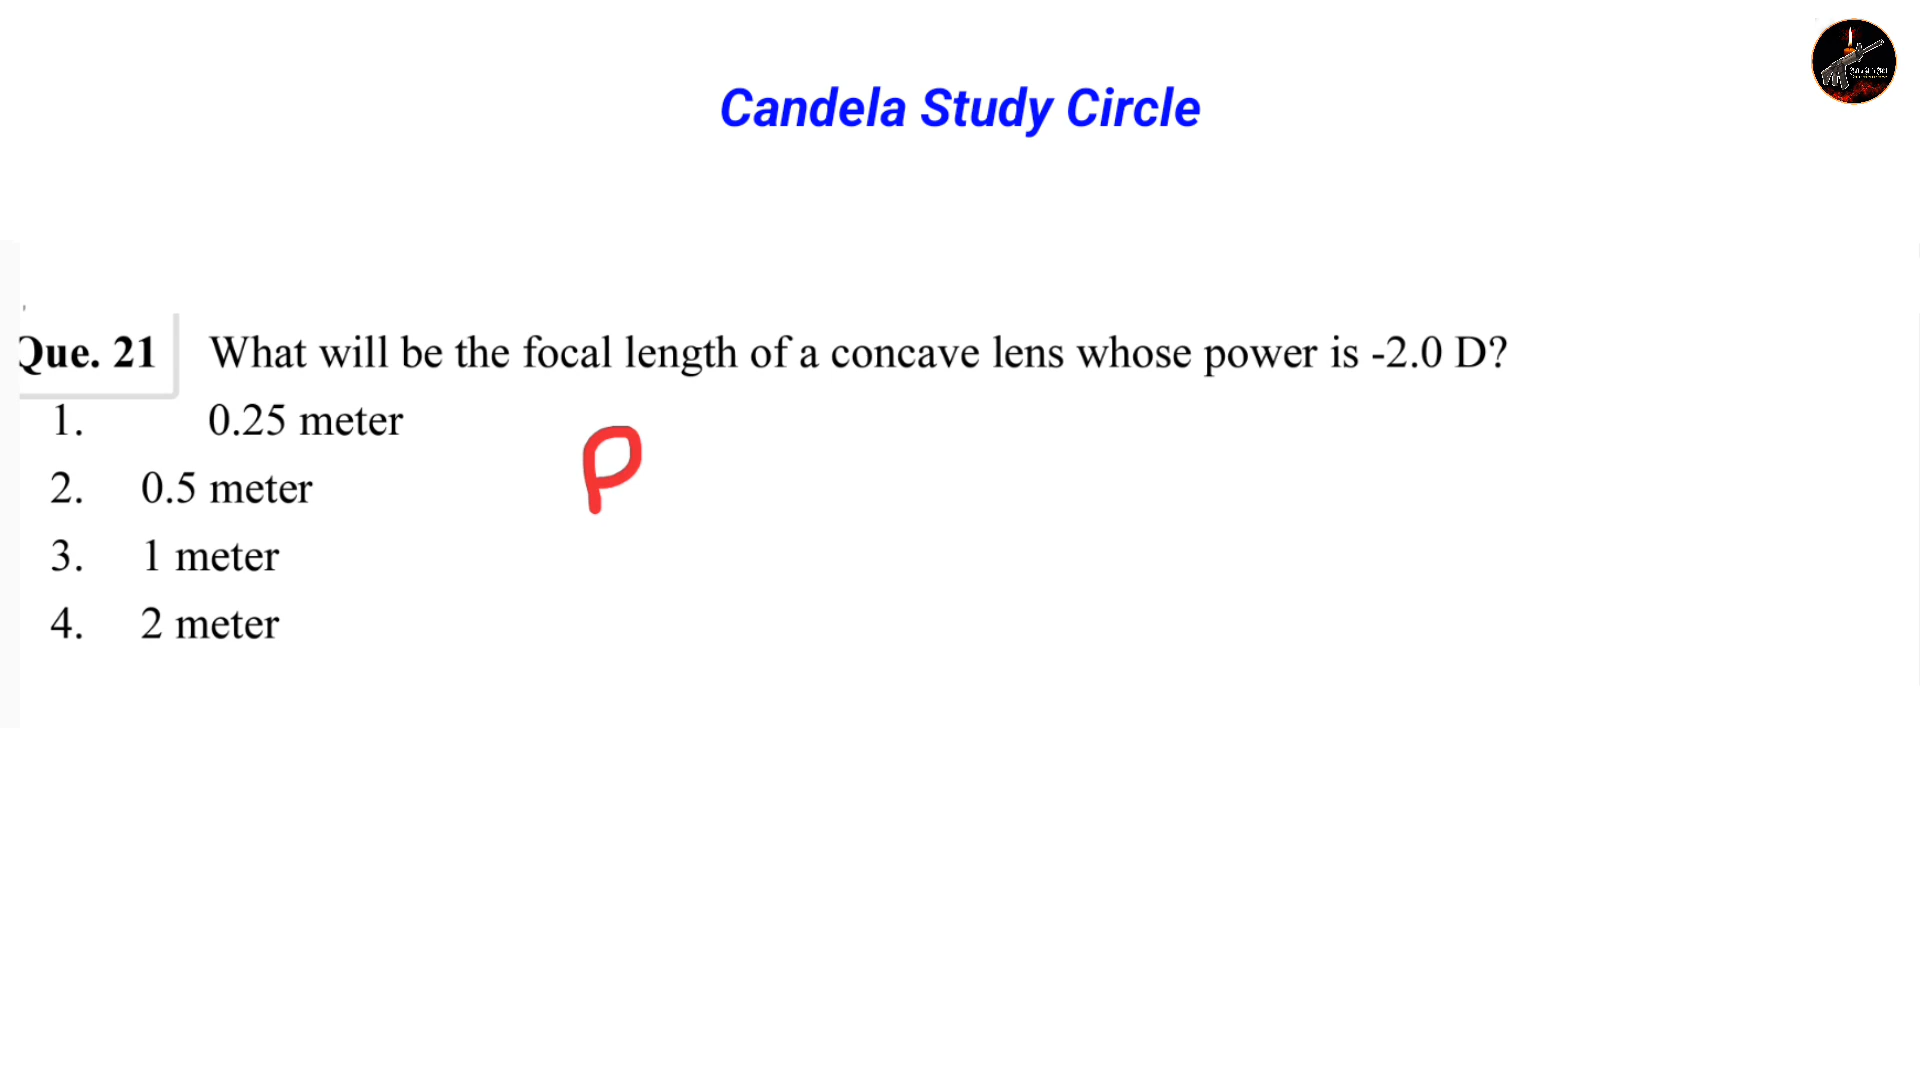 Candela Study Circle
Que. 21 What will be the focal length of a concave lens whose power is -2.0 D?
1. 0.25 meter
P
2. 0.5 meter
3. 1 meter
4. 2 meter